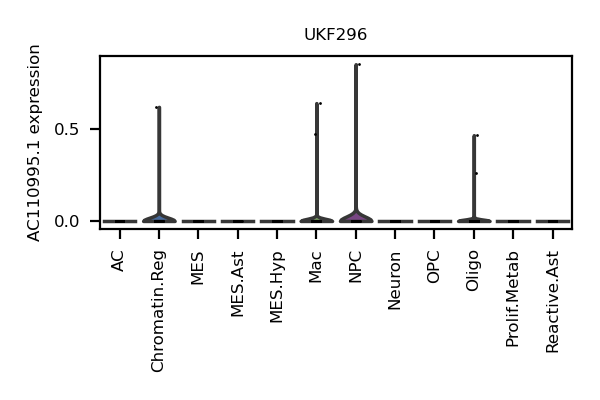 UKF296
AC110995.1 expression
0.5
0.0
AC
Chromatin.Reg
MES
MES.Ast
MES.Hyp
Mac
NPC
Neuron
OPC
Oligo
Prolif.Metab
Reactive.Ast